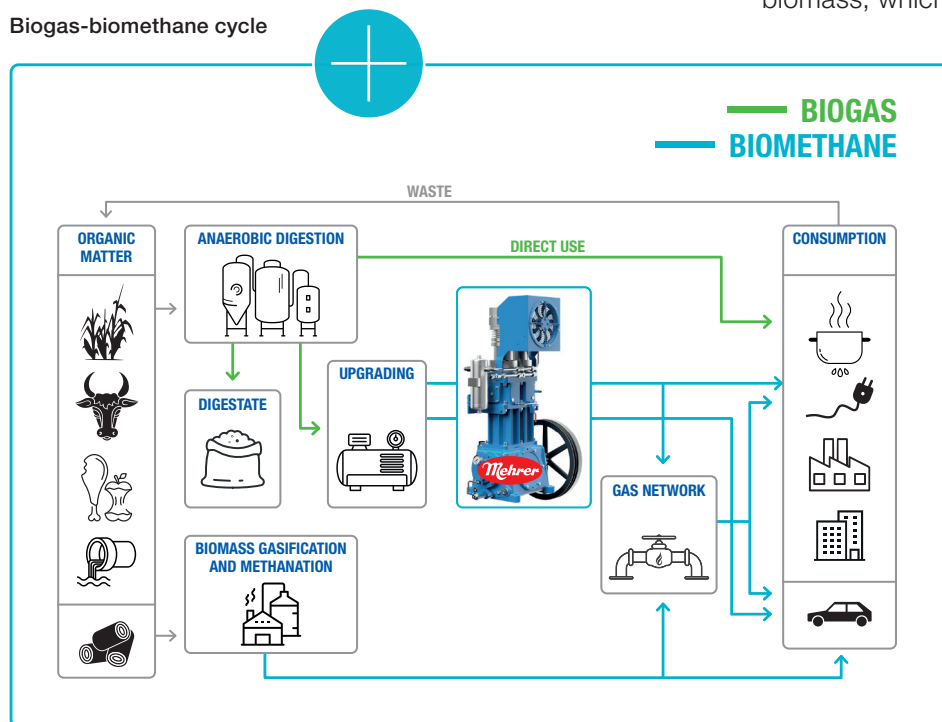 biomass, which
Biogas-biomethane cycle
BIOGAS
BIOMETHANE
WASTE
ORGANIC
MATTER
ANAEROBIC DIGESTION
DIRECT USE
CONSUMPTION
UPGRADING
DIGESTATE
Mehrer
GAS NETWORK
BIOMASS GASIFICATION
AND METHANATION